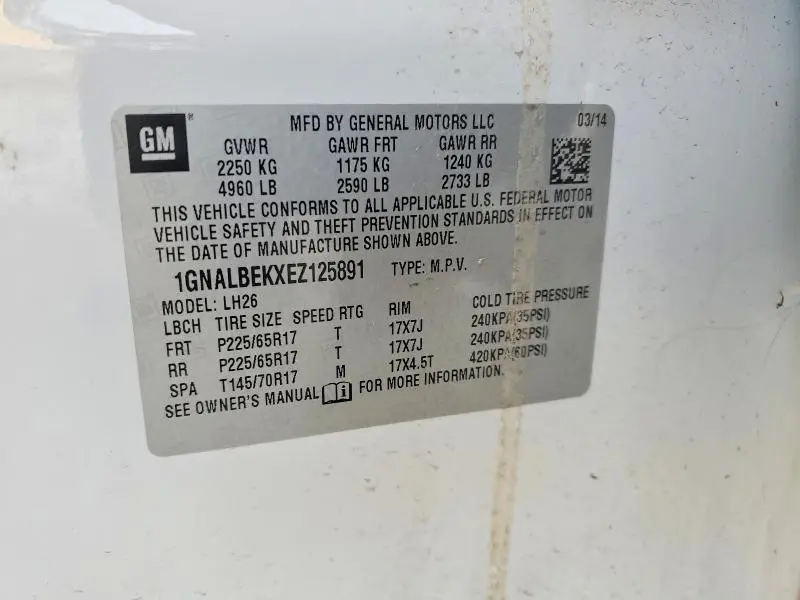 GM ®
MFD BY GENERAL MOTORS LLC 03/14
GVWR GAWR FRT GAWR RR
2250 KG 1175 KG 1240 KG
4960 LB 2590 LB 2733 LB
THIS VEHICLE CONFORMS TO ALL APPLICABLE U.S. FEDERAL MOTOR
VEHICLE SAFETY AND THEFT PREVENTION STANDARDS IN EFFECT ON
THE DATE OF MANUFACTURE SHOWN ABOVE.
1GNALBEKXEZ125891 TYPE: M.P.V.
MODEL: LH26
LBCH TIRE SIZE SPEED RTG RIM COLD TIRE PRESSURE
FRT P225/65R17 T 17X7J 240KPA(35PSI)
RR P225/65R17 T 17X7J 240KPA(35PSI)
SPA T145/70R17 M 17X4.5T 420KPA(60PSI)
SEE OWNER'S MANUAL FOR MORE INFORMATION.